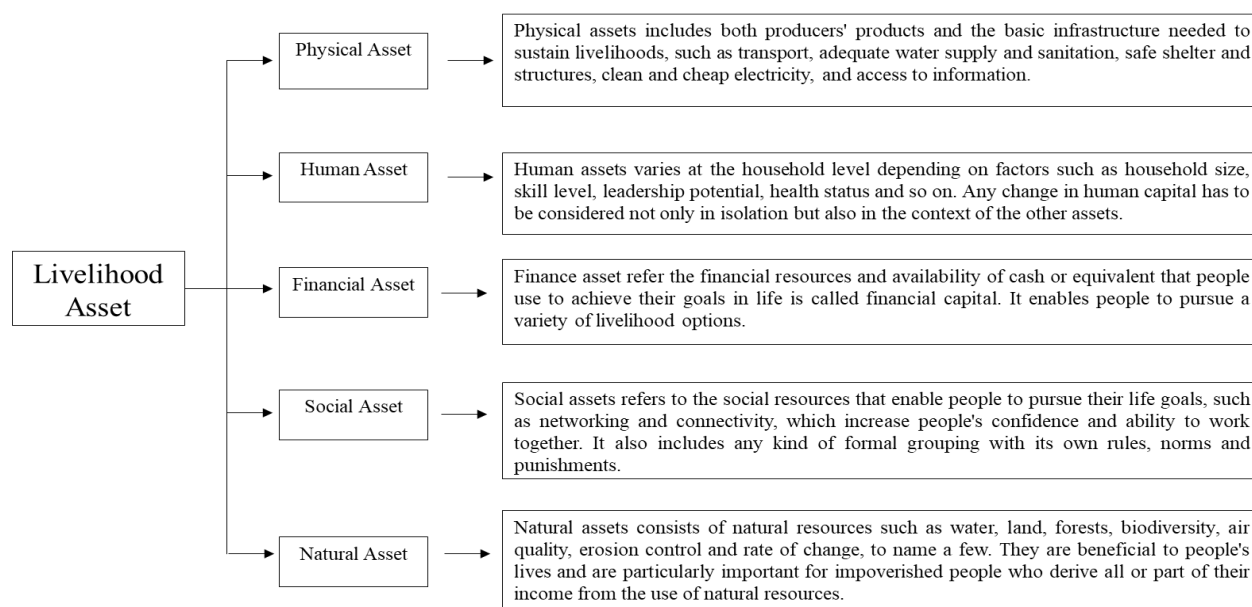 Physical Asset
Physical assets includes both producers' products and the basic infrastructure needed to
sustain livelihoods, such as transport, adequate water supply and sanitation, safe shelter and
structures, clean and cheap electricity, and access to information.
Human Asset
Human assets varies at the household level depending on factors such as household size,
skill level, leadership potential, health status and so on. Any change in human capital has to
be considered not only in isolation but also in the context of the other assets.
Livelihood
Asset
Financial Asset
Finance asset refer the financial resources and availability of cash or equivalent that people
use to achieve their goals in life is called financial capital. It enables people to pursue a
variety of livelihood options.
Social Asset
Social assets refers to the social resources that enable people to pursue their life goals, such
as networking and connectivity, which increase people's confidence and ability to work
together. It also includes any kind of formal grouping with its own rules, norms and
punishments.
Natural Asset
Natural assets consists of natural resources such as water, land, forests, biodiversity, air
quality, erosion control and rate of change, to name a few. They are beneficial to people's
lives and are particularly important for impoverished people who derive all or part of their
income from the use of natural resources.